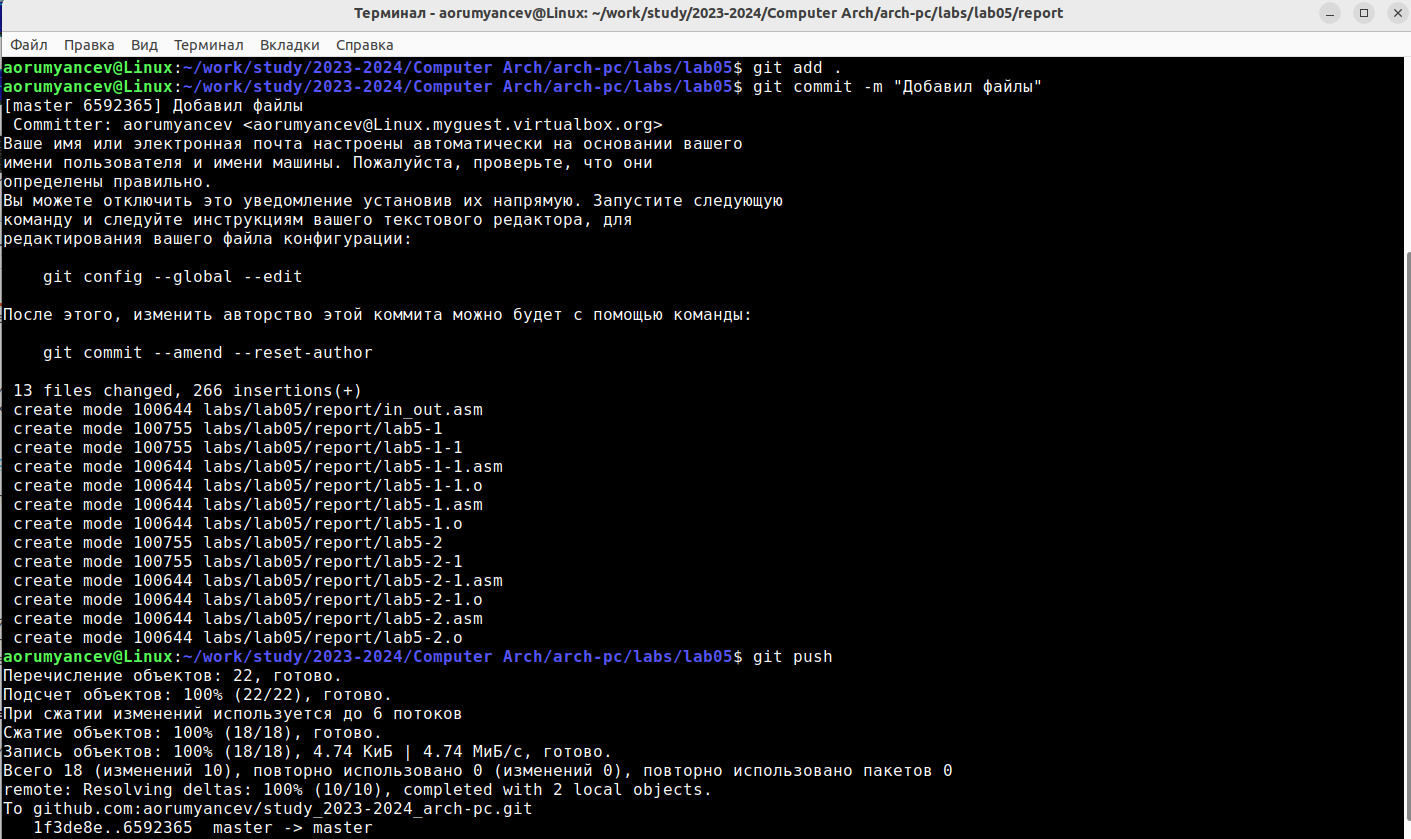 Терминал - aorumyancev@Linux: ~/work/study/2023-2024/Computer Arch/arch-pc/labs/lab05/report
Файл Правка Вид Терминал Вкладки Справка
aorumyancev@Linux:~/work/study/2023-2024/Computer Arch/arch-pc/labs/lab05$ git add .
aorumyancev@Linux:~/work/study/2023-2024/Computer Arch/arch-pc/labs/lab05$ git commit -m "Добавил файлы"
[master 6592365] Добавил файлы
 Committer: aorumyancev <aorumyancev@Linux.myguest.virtualbox.org>
Ваше имя или электронная почта настроены автоматически на основании вашего
имени пользователя и имени машины. Пожалуйста, проверьте, что они
определены правильно.
Вы можете отключить это уведомление установив их напрямую. Запустите следующую
команду и следуйте инструкциям вашего текстового редактора, для
редактирования вашего файла конфигурации:

    git config --global --edit

После этого, изменить авторство этой коммита можно будет с помощью команды:

    git commit --amend --reset-author

 13 files changed, 266 insertions(+)
 create mode 100644 labs/lab05/report/in_out.asm
 create mode 100755 labs/lab05/report/lab5-1
 create mode 100755 labs/lab05/report/lab5-1-1
 create mode 100644 labs/lab05/report/lab5-1-1.asm
 create mode 100644 labs/lab05/report/lab5-1-1.o
 create mode 100644 labs/lab05/report/lab5-1.asm
 create mode 100644 labs/lab05/report/lab5-1.o
 create mode 100755 labs/lab05/report/lab5-2
 create mode 100755 labs/lab05/report/lab5-2-1
 create mode 100644 labs/lab05/report/lab5-2-1.asm
 create mode 100644 labs/lab05/report/lab5-2-1.o
 create mode 100644 labs/lab05/report/lab5-2.asm
 create mode 100644 labs/lab05/report/lab5-2.o
aorumyancev@Linux:~/work/study/2023-2024/Computer Arch/arch-pc/labs/lab05$ git push
Перечисление объектов: 22, готово.
Подсчет объектов: 100% (22/22), готово.
При сжатии изменений используется до 6 потоков
Сжатие объектов: 100% (18/18), готово.
Запись объектов: 100% (18/18), 4.74 КиБ | 4.74 МиБ/с, готово.
Всего 18 (изменений 10), повторно использовано 0 (изменений 0), повторно использовано пакетов 0
remote: Resolving deltas: 100% (10/10), completed with 2 local objects.
To github.com:aorumyancev/study_2023-2024_arch-pc.git
   1f3de8e..6592365  master -> master